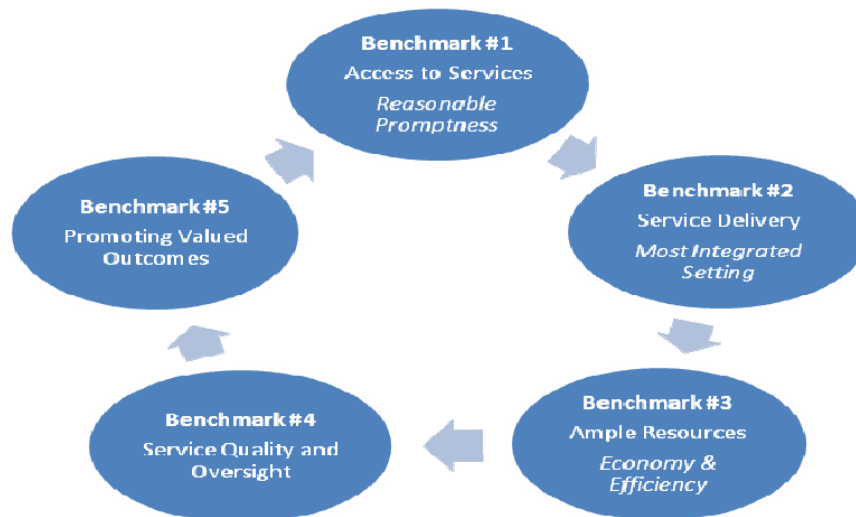 Benchmark #1
Access to Services
Reasonable
Promptness
Benchmark #2
Service Delivery
Most Integrated
Setting
Benchmark #3
Ample Resources
Economy &
Efficiency
Benchmark #4
Service Quality and
Oversight
Benchmark #5
Promoting Valued
Outcomes